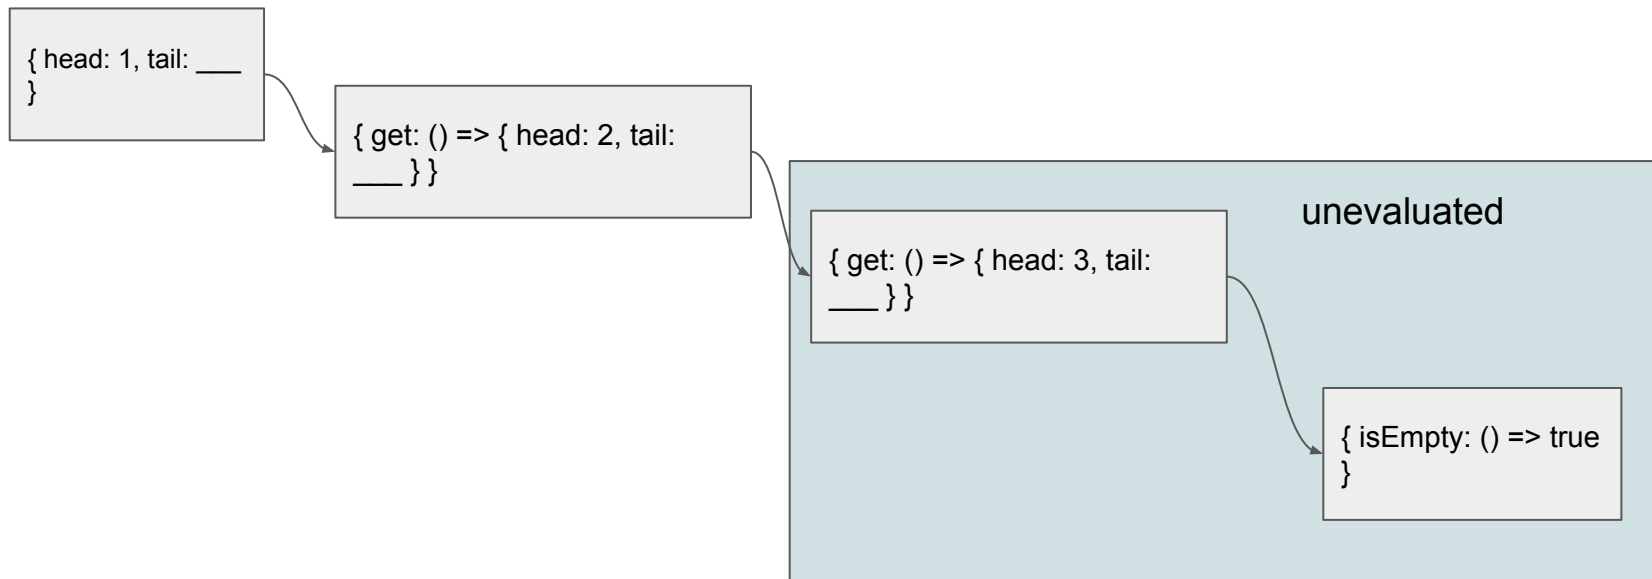 { head: 1, tail: ___
}
{ get: () => { head: 2, tail:
___ } }
unevaluated
{ get: () => { head: 3, tail:
___ } }
{ isEmpty: () => true
}